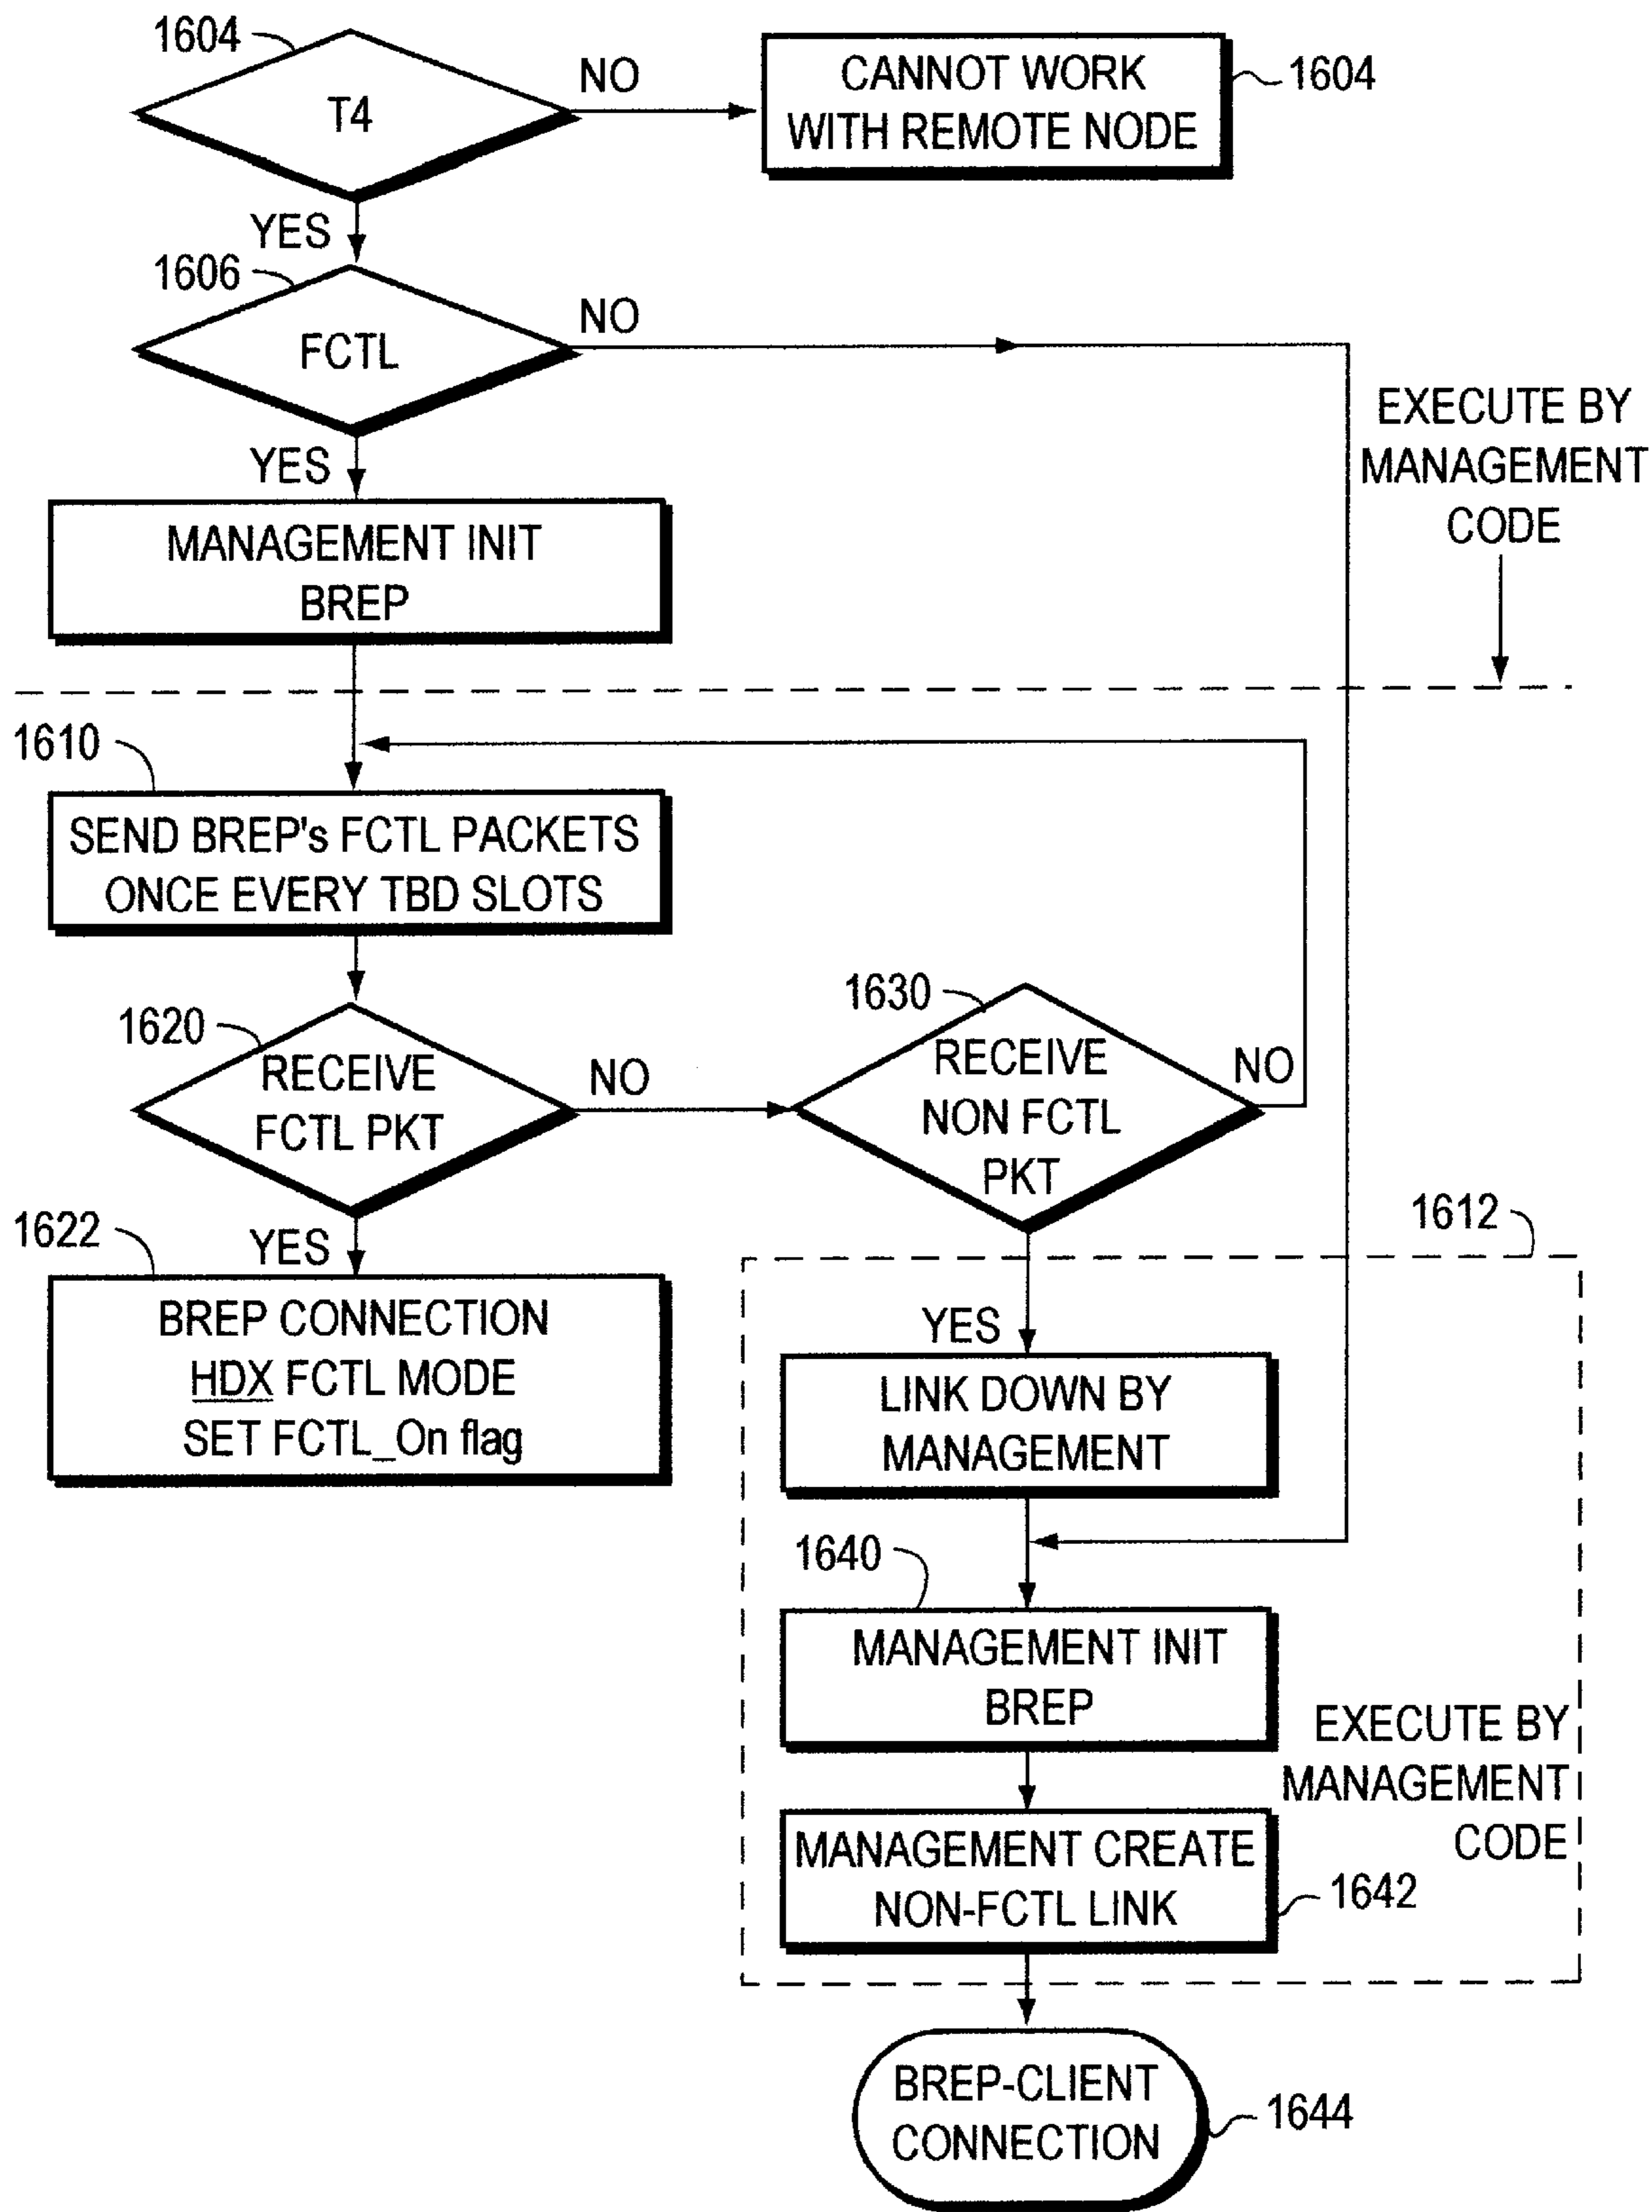 1604
T4
NO
CANNOT WORK
WITH REMOTE NODE
1604
YES
1606
FCTL
NO
EXECUTE BY
MANAGEMENT
CODE
YES
MANAGEMENT INIT
BREP
1610
SEND BREP's FCTL PACKETS
ONCE EVERY TBD SLOTS
1620
RECEIVE
FCTL PKT
NO
1630
RECEIVE
NON FCTL
PKT
NO
YES
1622
BREP CONNECTION
HDX FCTL MODE
SET FCTL_On flag
1612
YES
LINK DOWN BY
MANAGEMENT
1640
MANAGEMENT INIT
BREP
EXECUTE BY
MANAGEMENT
CODE
MANAGEMENT CREATE
NON-FCTL LINK
1642
BREP-CLIENT
CONNECTION
1644